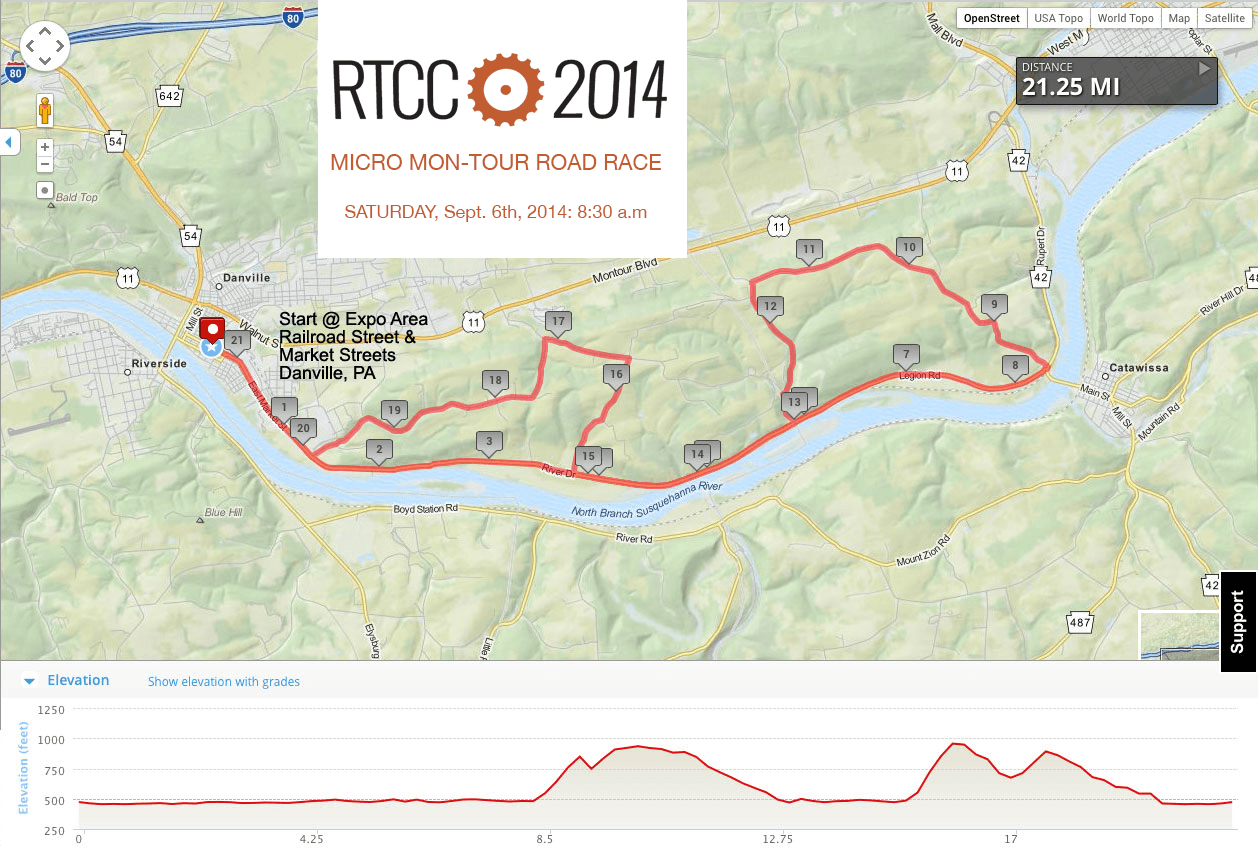 80
80
642
54
54
Bald Top
11
Danville
Mill St
Walnut S
Riverside
RTCC 2014
MICRO MON-TOUR ROAD RACE
SATURDAY, Sept. 6th, 2014: 8:30 a.m
OpenStreet
USA Topo
World Topo
Map
Satellite
Mall Blvd
West M
oplar St
DISTANCE
21.25 MI
42
11
11
Rupert Dr
42
Montour Blvd
11
Start @ Expo Area
Railroad Street &
Market Streets
Danville, PA
21
1
20
19
18
17
16
2
3
15
14
13
12
11
10
9
8
7
East Market St
River Dr
Legion Rd
Catawissa
Main St
Mill St
Mountain Rd
River Hill Dr
North Branch Susquehanna River
Boyd Station Rd
River Rd
Blue Hill
Mount Zion Rd
Elysburg
42
487
Support
Elevation
Show elevation with grades
Elevation (feet)
1250
1000
750
500
250
0
4.25
8.5
12.75
17